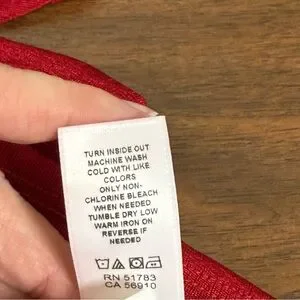 TURN INSIDE OUT
MACHINE WASH
COLD WITH LIKE
COLORS
ONLY NON-
CHLORINE BLEACH
WHEN NEEDED
TUMBLE DRY LOW
WARM IRON ON
REVERSE IF
NEEDED
RN 51783
CA 56910